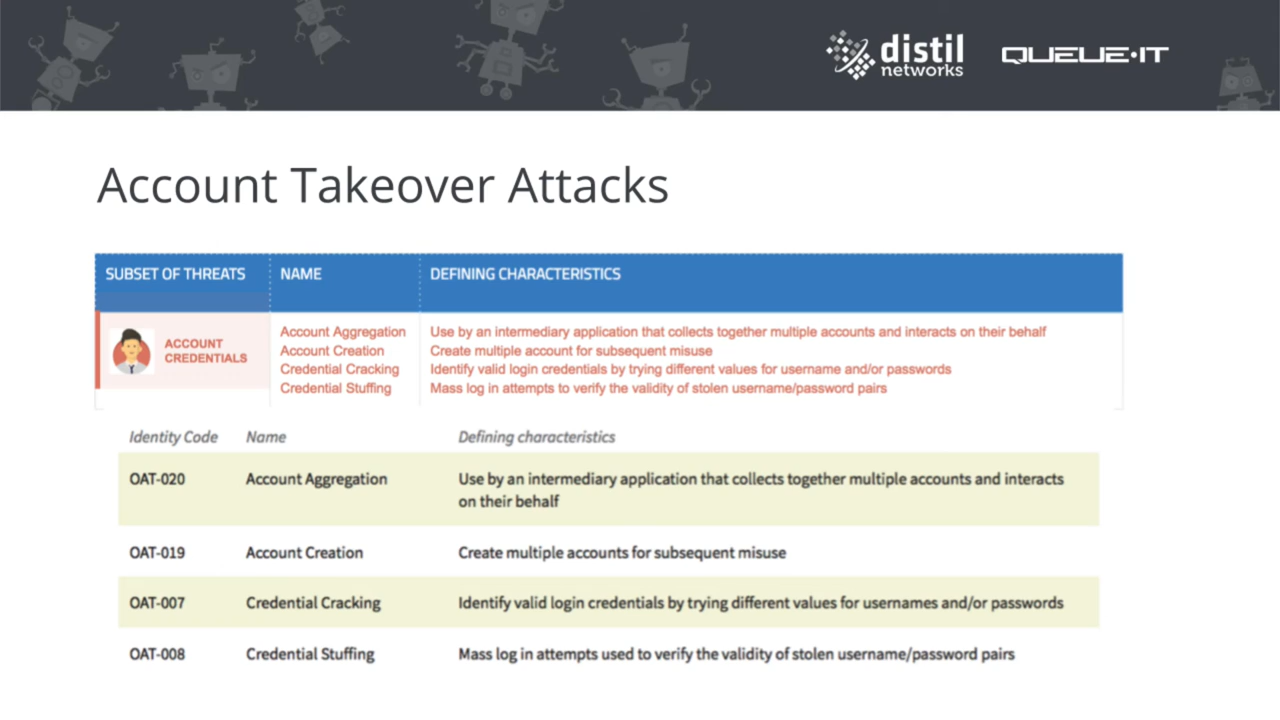 distil
networks
QUEUE·IT
Account Takeover Attacks
SUBSET OF THREATS NAME DEFINING CHARACTERISTICS
ACCOUNT
CREDENTIALS
Account Aggregation Use by an intermediary application that collects together multiple accounts and interacts on their behalf
Account Creation Create multiple account for subsequent misuse
Credential Cracking Identify valid login credentials by trying different values for username and/or passwords
Credential Stuffing Mass log in attempts to verify the validity of stolen username/password pairs
Identity Code Name Defining characteristics
OAT-020 Account Aggregation Use by an intermediary application that collects together multiple accounts and interacts
on their behalf
OAT-019 Account Creation Create multiple accounts for subsequent misuse
OAT-007 Credential Cracking Identify valid login credentials by trying different values for usernames and/or passwords
OAT-008 Credential Stuffing Mass log in attempts used to verify the validity of stolen username/password pairs